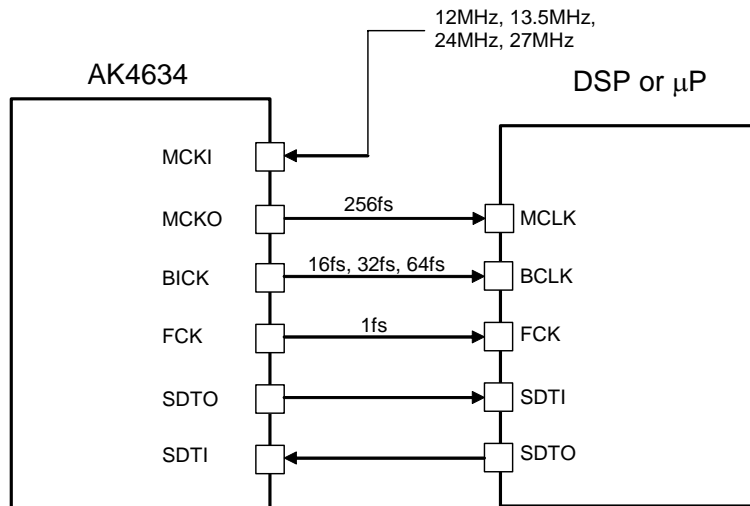 12MHz, 13.5MHz,
24MHz, 27MHz
AK4634
DSP or μP
MCKI
MCKO
256fs
MCLK
BICK
16fs, 32fs, 64fs
BCLK
FCK
1fs
FCK
SDTO
SDTI
SDTI
SDTO